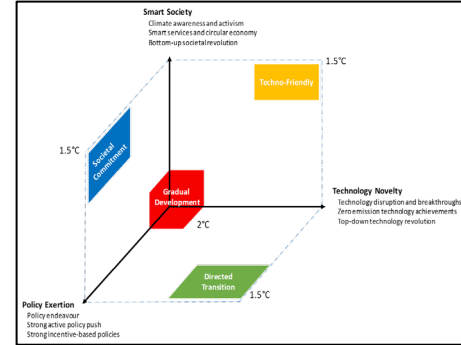 Smart Society
Climate awareness and activism
Smart services and circular economy
Bottom-up societal revolution
1.5°C
Techno-Friendly
1.5°C
Societal
Commitment
Gradual
Development
2°C
Technology Novelty
Technology disruption and breakthroughs
Zero emission technology achievements
Top-down technology revolution
Directed
Transition
1.5°C
Policy Exertion
Policy endeavour
Strong active policy push
Strong incentive-based policies